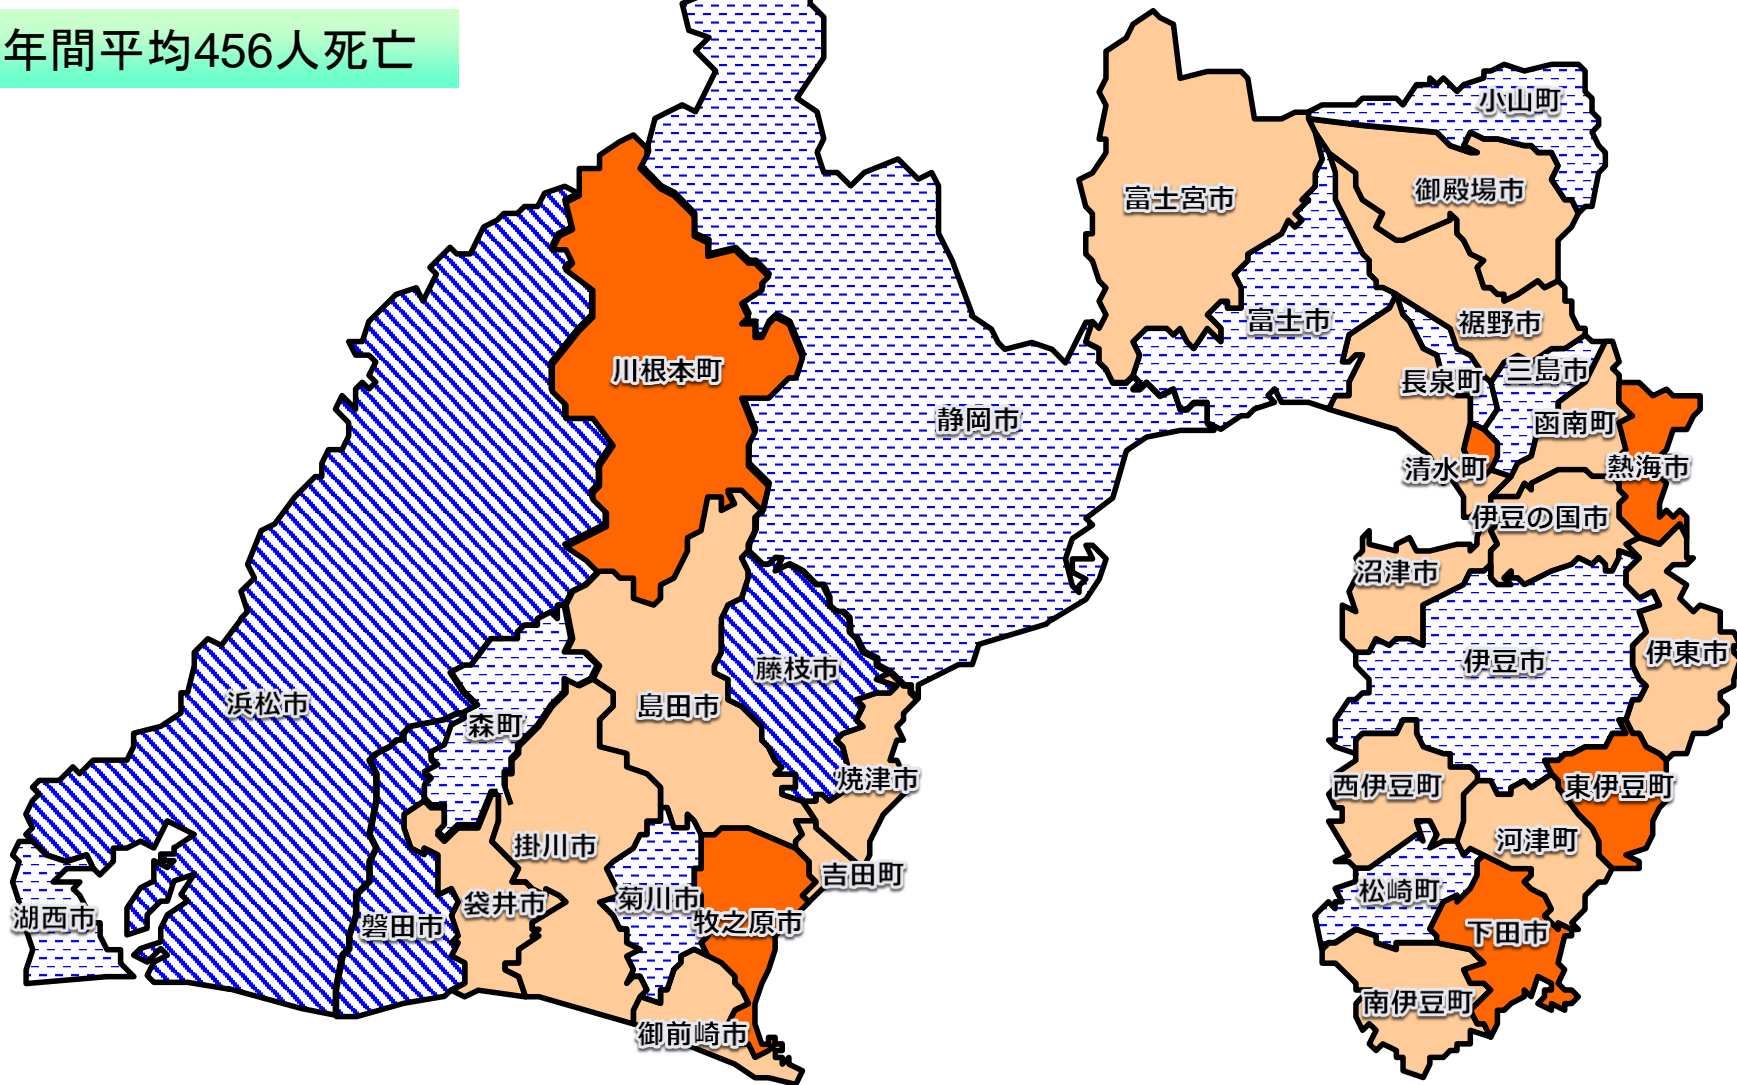 年間平均456人死亡
小山町
御殿場市
富士宮市
富士市
裾野市
三島市
長泉町
函南町
川根本町
静岡市
清水町
熱海市
伊豆の国市
沼津市
伊東市
伊豆市
藤枝市
島田市
浜松市
森町
焼津市
西伊豆町
東伊豆町
河津町
掛川市
吉田町
松崎町
菊川市
袋井市
湖西市
磐田市
牧之原市
下田市
南伊豆町
御前崎市